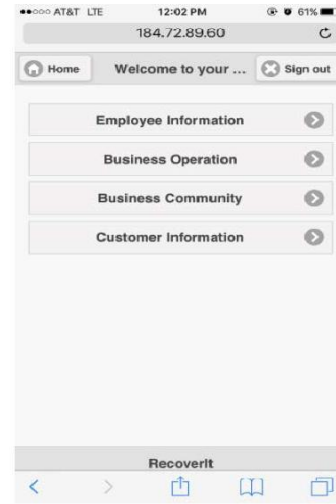 AT&T LTE 12:02 PM 61%
184.72.89.60
Home Welcome to your ... Sign out
Employee Information
Business Operation
Business Community
Customer Information
RecoverIt